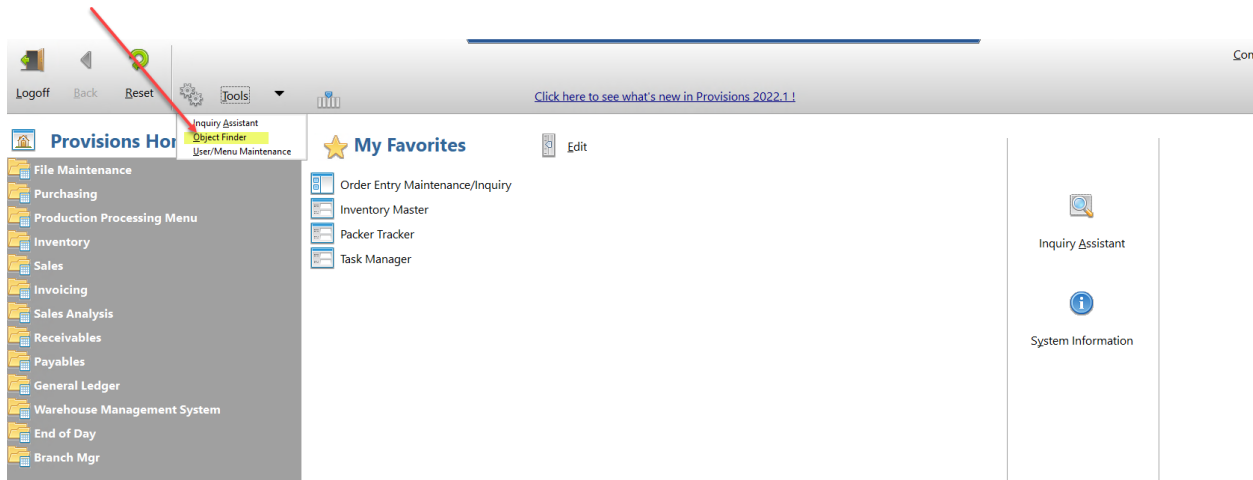 Con
Logoff
Back
Reset
Tools
Click here to see what's new in Provisions 2022.1 !
Inquiry Assistant
Object Finder
User/Menu Maintenance
Provisions Hor
My Favorites
Edit
File Maintenance
Purchasing
Production Processing Menu
Inventory
Sales
Invoicing
Sales Analysis
Receivables
Payables
General Ledger
Warehouse Management System
End of Day
Branch Mgr
Order Entry Maintenance/Inquiry
Inventory Master
Packer Tracker
Task Manager
Inquiry Assistant
System Information